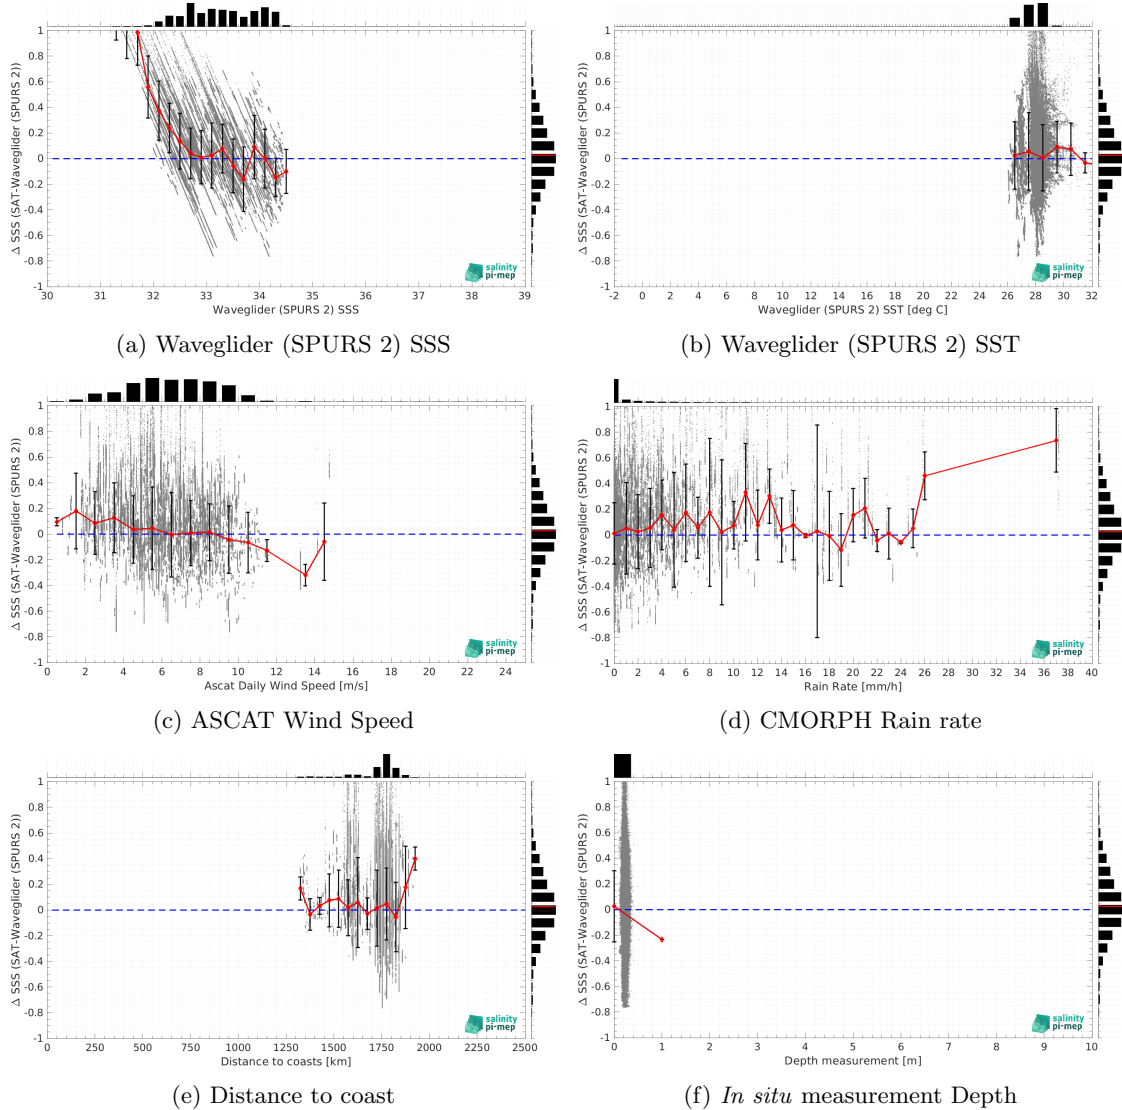 Δ SSS (SAT-Waveglider (SPURS 2))
1
0.8
0.6
0.4
0.2
0
-0.2
-0.4
-0.6
-0.8
-1
30 31 32 33 34 35 36 37 38 39
Waveglider (SPURS 2) SSS
salinity
pi-mep
(a) Waveglider (SPURS 2) SSS
Δ SSS (SAT-Waveglider (SPURS 2))
1
0.8
0.6
0.4
0.2
0
-0.2
-0.4
-0.6
-0.8
-1
-2 0 2 4 6 8 10 12 14 16 18 20 22 24 26 28 30 32
Waveglider (SPURS 2) SST [deg C]
salinity
pi-mep
(b) Waveglider (SPURS 2) SST
Δ SSS (SAT-Waveglider (SPURS 2))
1
0.8
0.6
0.4
0.2
0
-0.2
-0.4
-0.6
-0.8
-1
0 2 4 6 8 10 12 14 16 18 20 22 24
Ascat Daily Wind Speed [m/s]
salinity
pi-mep
(c) ASCAT Wind Speed
Δ SSS (SAT-Waveglider (SPURS 2))
1
0.8
0.6
0.4
0.2
0
-0.2
-0.4
-0.6
-0.8
-1
0 2 4 6 8 10 12 14 16 18 20 22 24 26 28 30 32 34 36 38 40
Rain Rate [mm/h]
salinity
pi-mep
(d) CMORPH Rain rate
Δ SSS (SAT-Waveglider (SPURS 2))
1
0.8
0.6
0.4
0.2
0
-0.2
-0.4
-0.6
-0.8
-1
0 250 500 750 1000 1250 1500 1750 2000 2250 2500
Distance to coasts [km]
salinity
pi-mep
(e) Distance to coast
Δ SSS (SAT-Waveglider (SPURS 2))
1
0.8
0.6
0.4
0.2
0
-0.2
-0.4
-0.6
-0.8
-1
0 1 2 3 4 5 6 7 8 9 10
Depth measurement [m]
salinity
pi-mep
(f) In situ measurement Depth